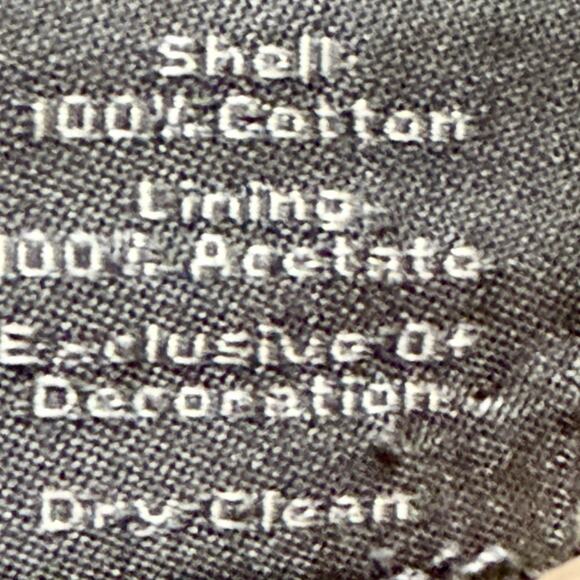 Shell
100% Cotton
Lining
100% Acetate
Exclusive Of
Decoration
Dry Clean